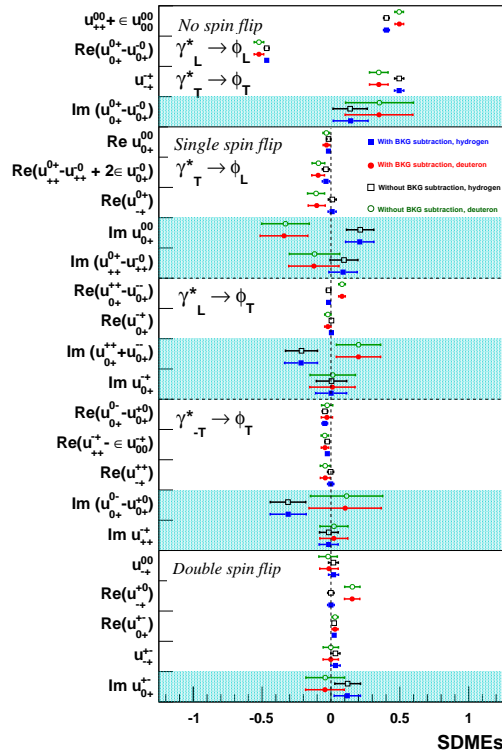 No spin flip
u^{00}_{++} + ∈ u^{00}_{00}
Re(u^{0+}_{0+}-u^{-0}_{0+})
γ*_L → ϕ_L
u^{-+}_{-+}
γ*_T → ϕ_T
Im (u^{0+}_{0+}-u^{-0}_{0+})
Re u^{00}_{0+}
Single spin flip
With BKG subtraction, hydrogen
Re(u^{0+}_{++}-u^{-0}_{++} + 2∈ u^{0+}_{00})
γ*_T → ϕ_L
With BKG subtraction, deuteron
Without BKG subtraction, hydrogen
Re(u^{0+}_{-+})
Without BKG subtraction, deuteron
Im u^{00}_{0+}
Im (u^{0+}_{++}-u^{-0}_{++})
Re(u^{++}_{0+}-u^{--}_{0+})
γ*_L → ϕ_T
Re(u^{-+}_{0+})
Im (u^{++}_{0+}+u^{--}_{0+})
Im u^{-+}_{0+}
Re(u^{0-}_{0+}-u^{+0}_{0+})
γ*_{-T} → ϕ_T
Re(u^{-+}_{++} - ∈ u^{-+}_{00})
Re(u^{++}_{-+})
Im (u^{0-}_{0+}-u^{+0}_{0+})
Im u^{-+}_{++}
u^{00}_{-+}
Double spin flip
Re(u^{+0}_{-+})
Re(u^{+-}_{0+})
u^{+-}_{-+}
Im u^{+-}_{0+}
-1 -0.5 0 0.5 1
SDMEs